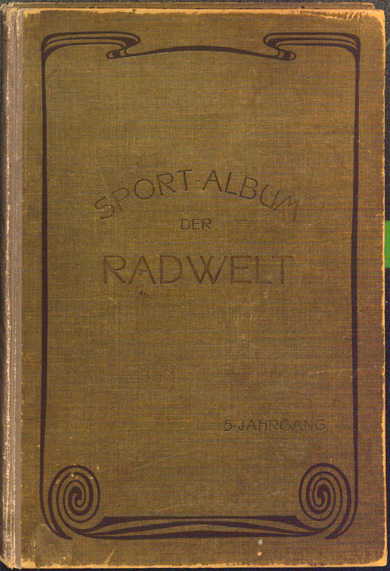 SPORT-ALBUM
DER
RADWELT
5. JAHRGANG